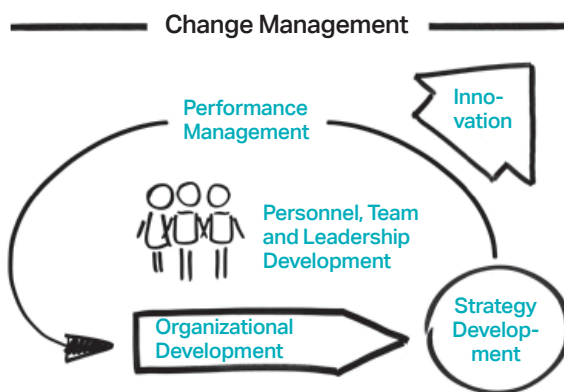 Change Management
Inno-
vation
Performance
Management
Personnel, Team
and Leadership
Development
Organizational
Development
Strategy
Develop-
ment